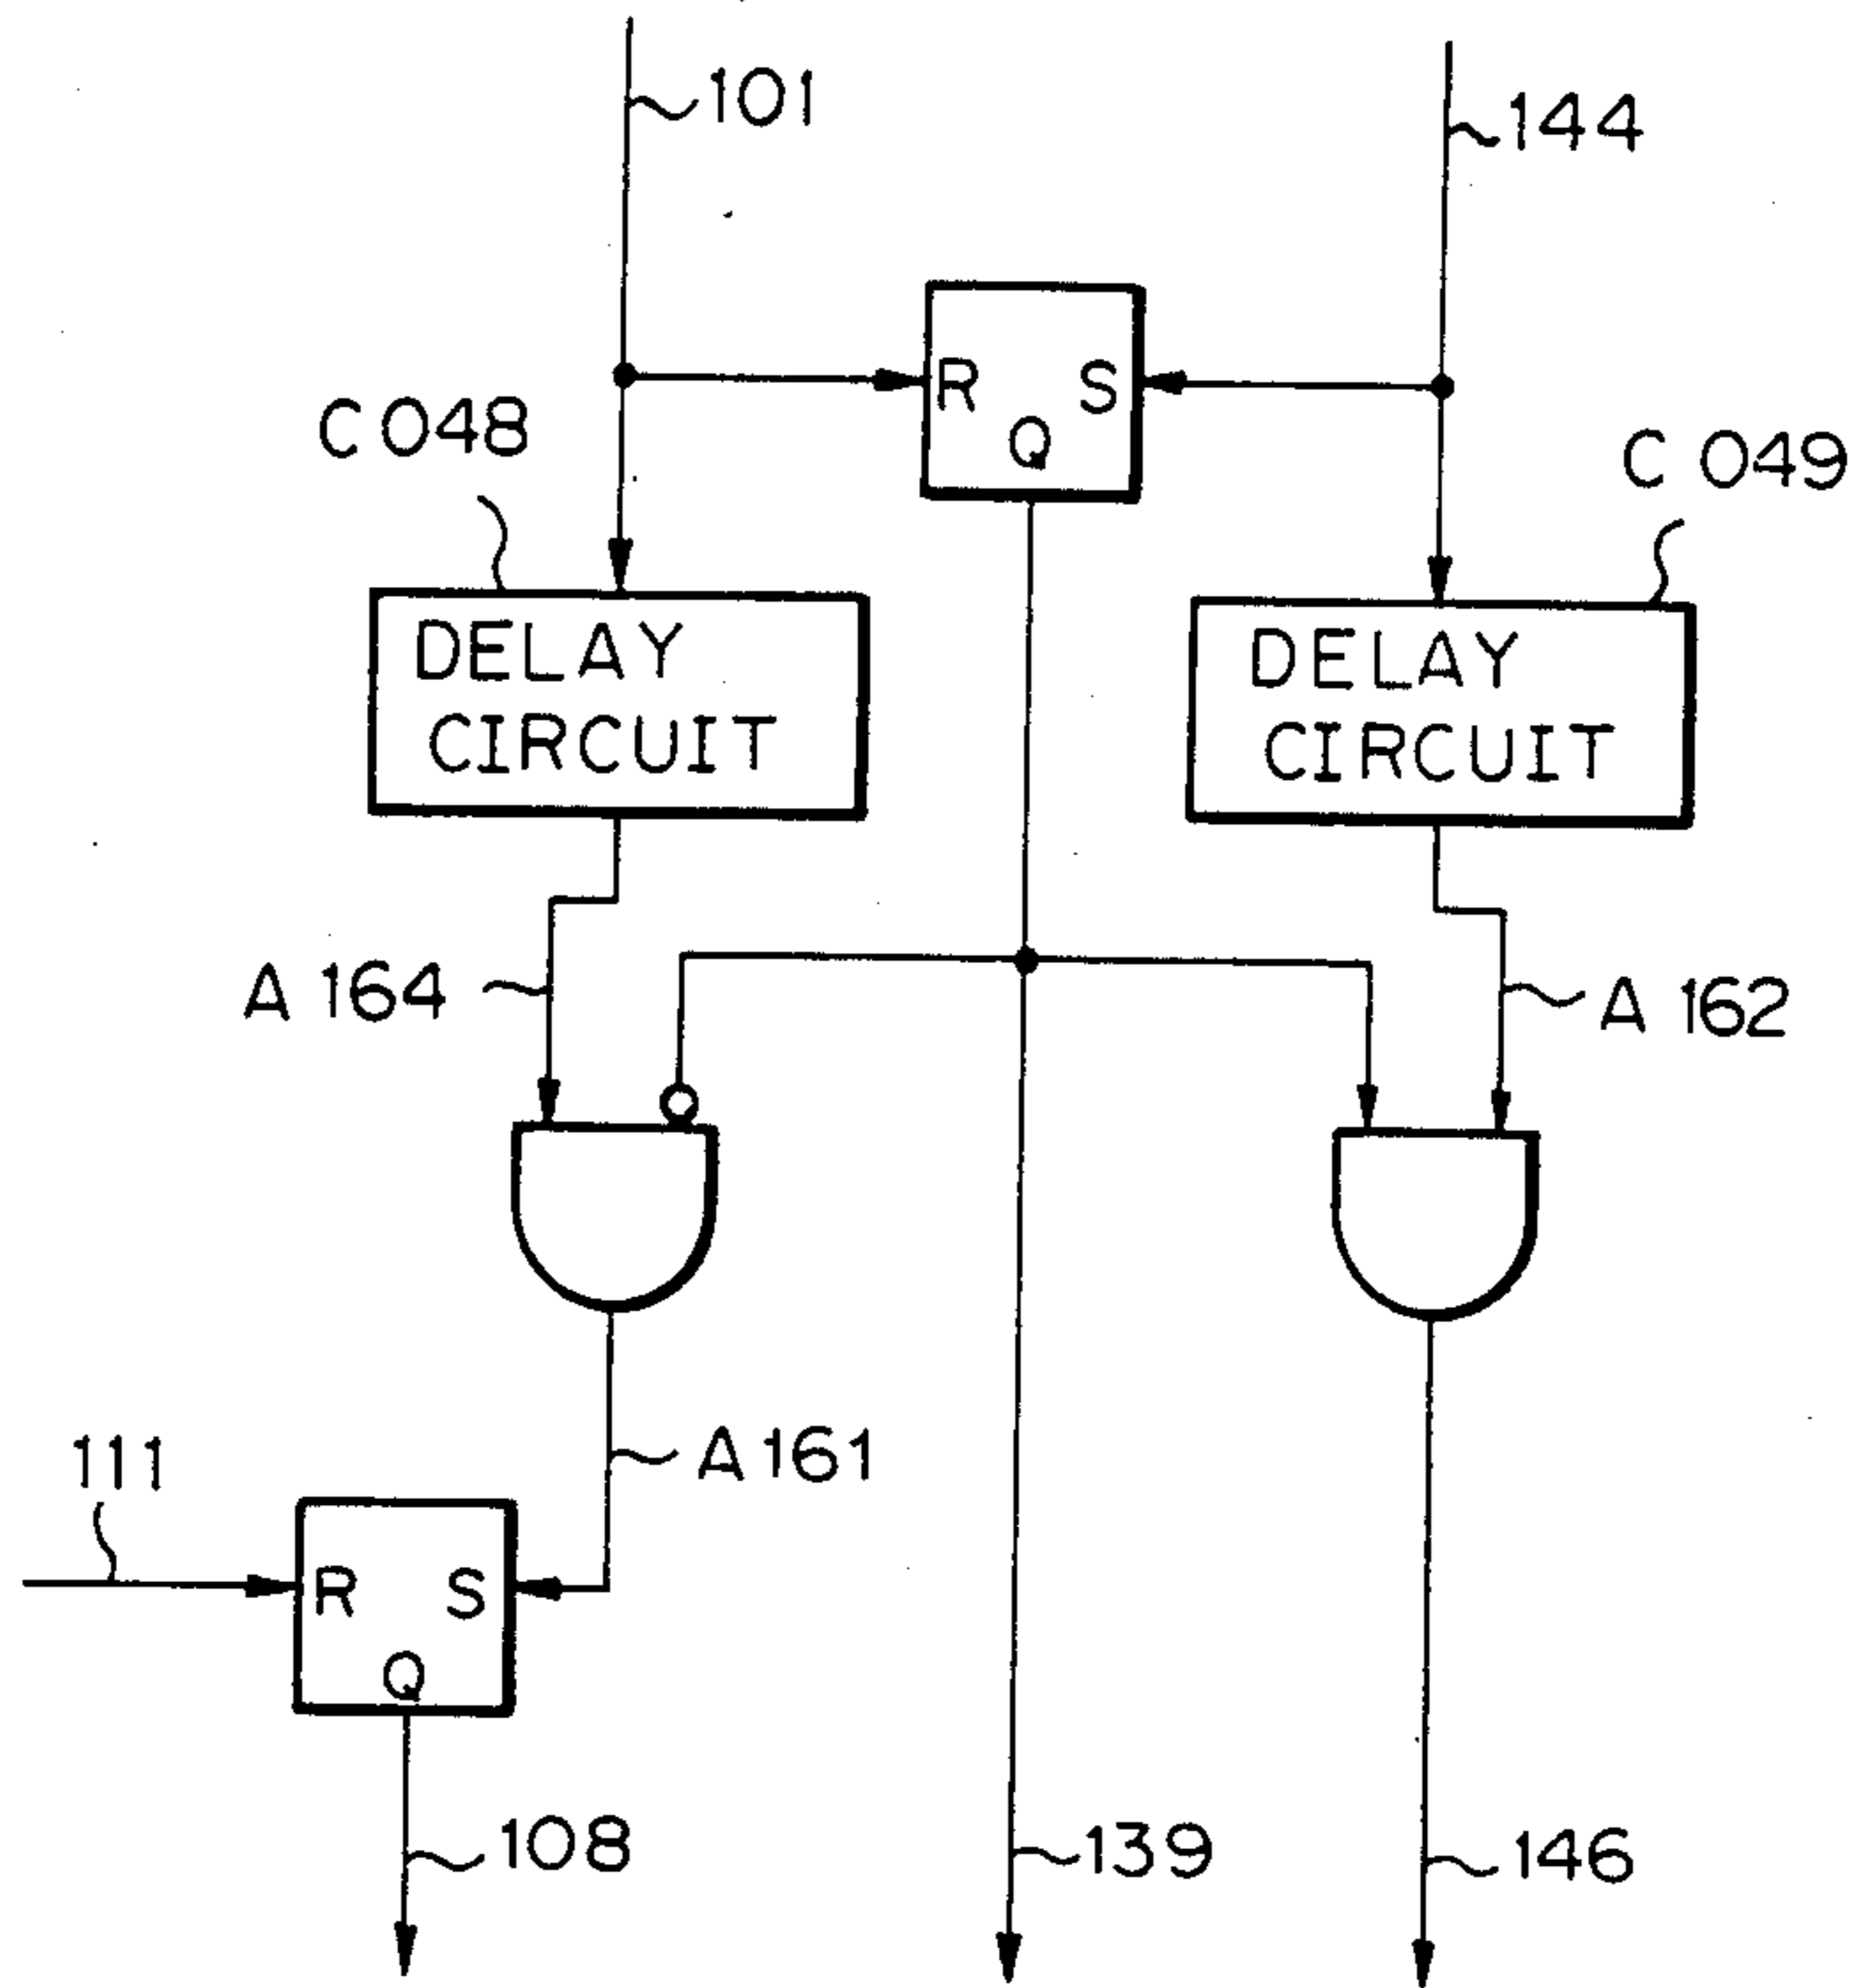 101
144
R S
Q
C 048
C 049
DELAY
CIRCUIT
DELAY
CIRCUIT
A 164
A 162
A 161
111
R S
Q
108
139
146